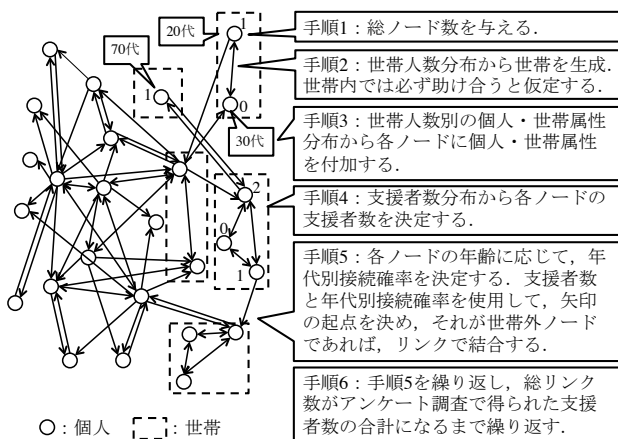 20代
70代
30代
1
0
1
2
0
1
手順1：総ノード数を与える．
手順2：世帯人数分布から世帯を生成．
世帯内では必ず助け合うと仮定する．
手順3：世帯人数別の個人・世帯属性
分布から各ノードに個人・世帯属性
を付加する．
手順4：支援者数分布から各ノードの
支援者数を決定する．
手順5：各ノードの年齢に応じて，年
代別接続確率を決定する．支援者数
と年代別接続確率を使用して，矢印
の起点を決め，それが世帯外ノード
であれば，リンクで結合する．
手順6：手順5を繰り返し，総リンク
数がアンケート調査で得られた支援
者数の合計になるまで繰り返す．
：個人
：世帯